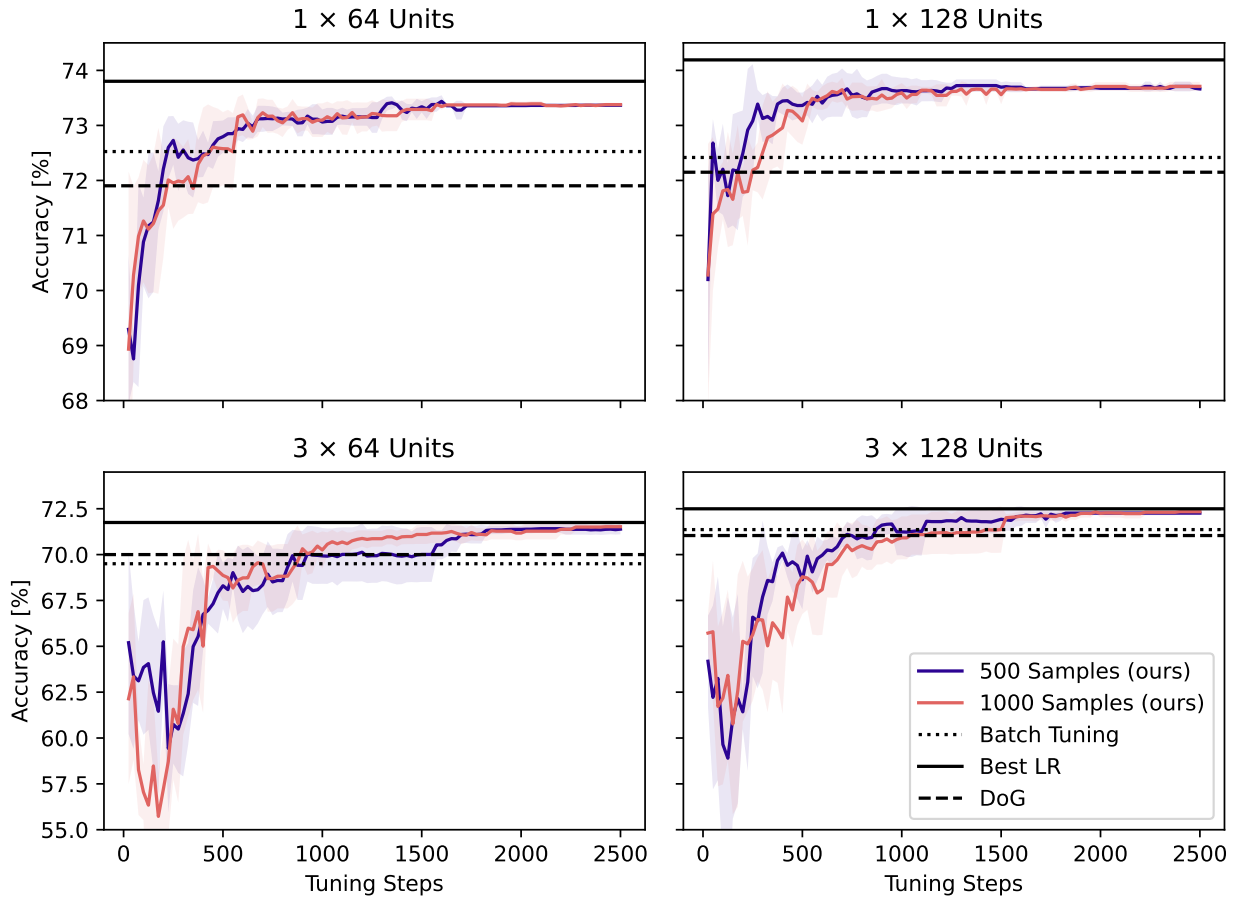 1 × 64 Units
1 × 128 Units
74
73
72
71
70
69
68
Accuracy [%]
3 × 64 Units
3 × 128 Units
72.5
70.0
67.5
65.0
62.5
60.0
57.5
55.0
Accuracy [%]
500 Samples (ours)
1000 Samples (ours)
Batch Tuning
Best LR
DoG
0 500 1000 1500 2000 2500
0 500 1000 1500 2000 2500
Tuning Steps
Tuning Steps